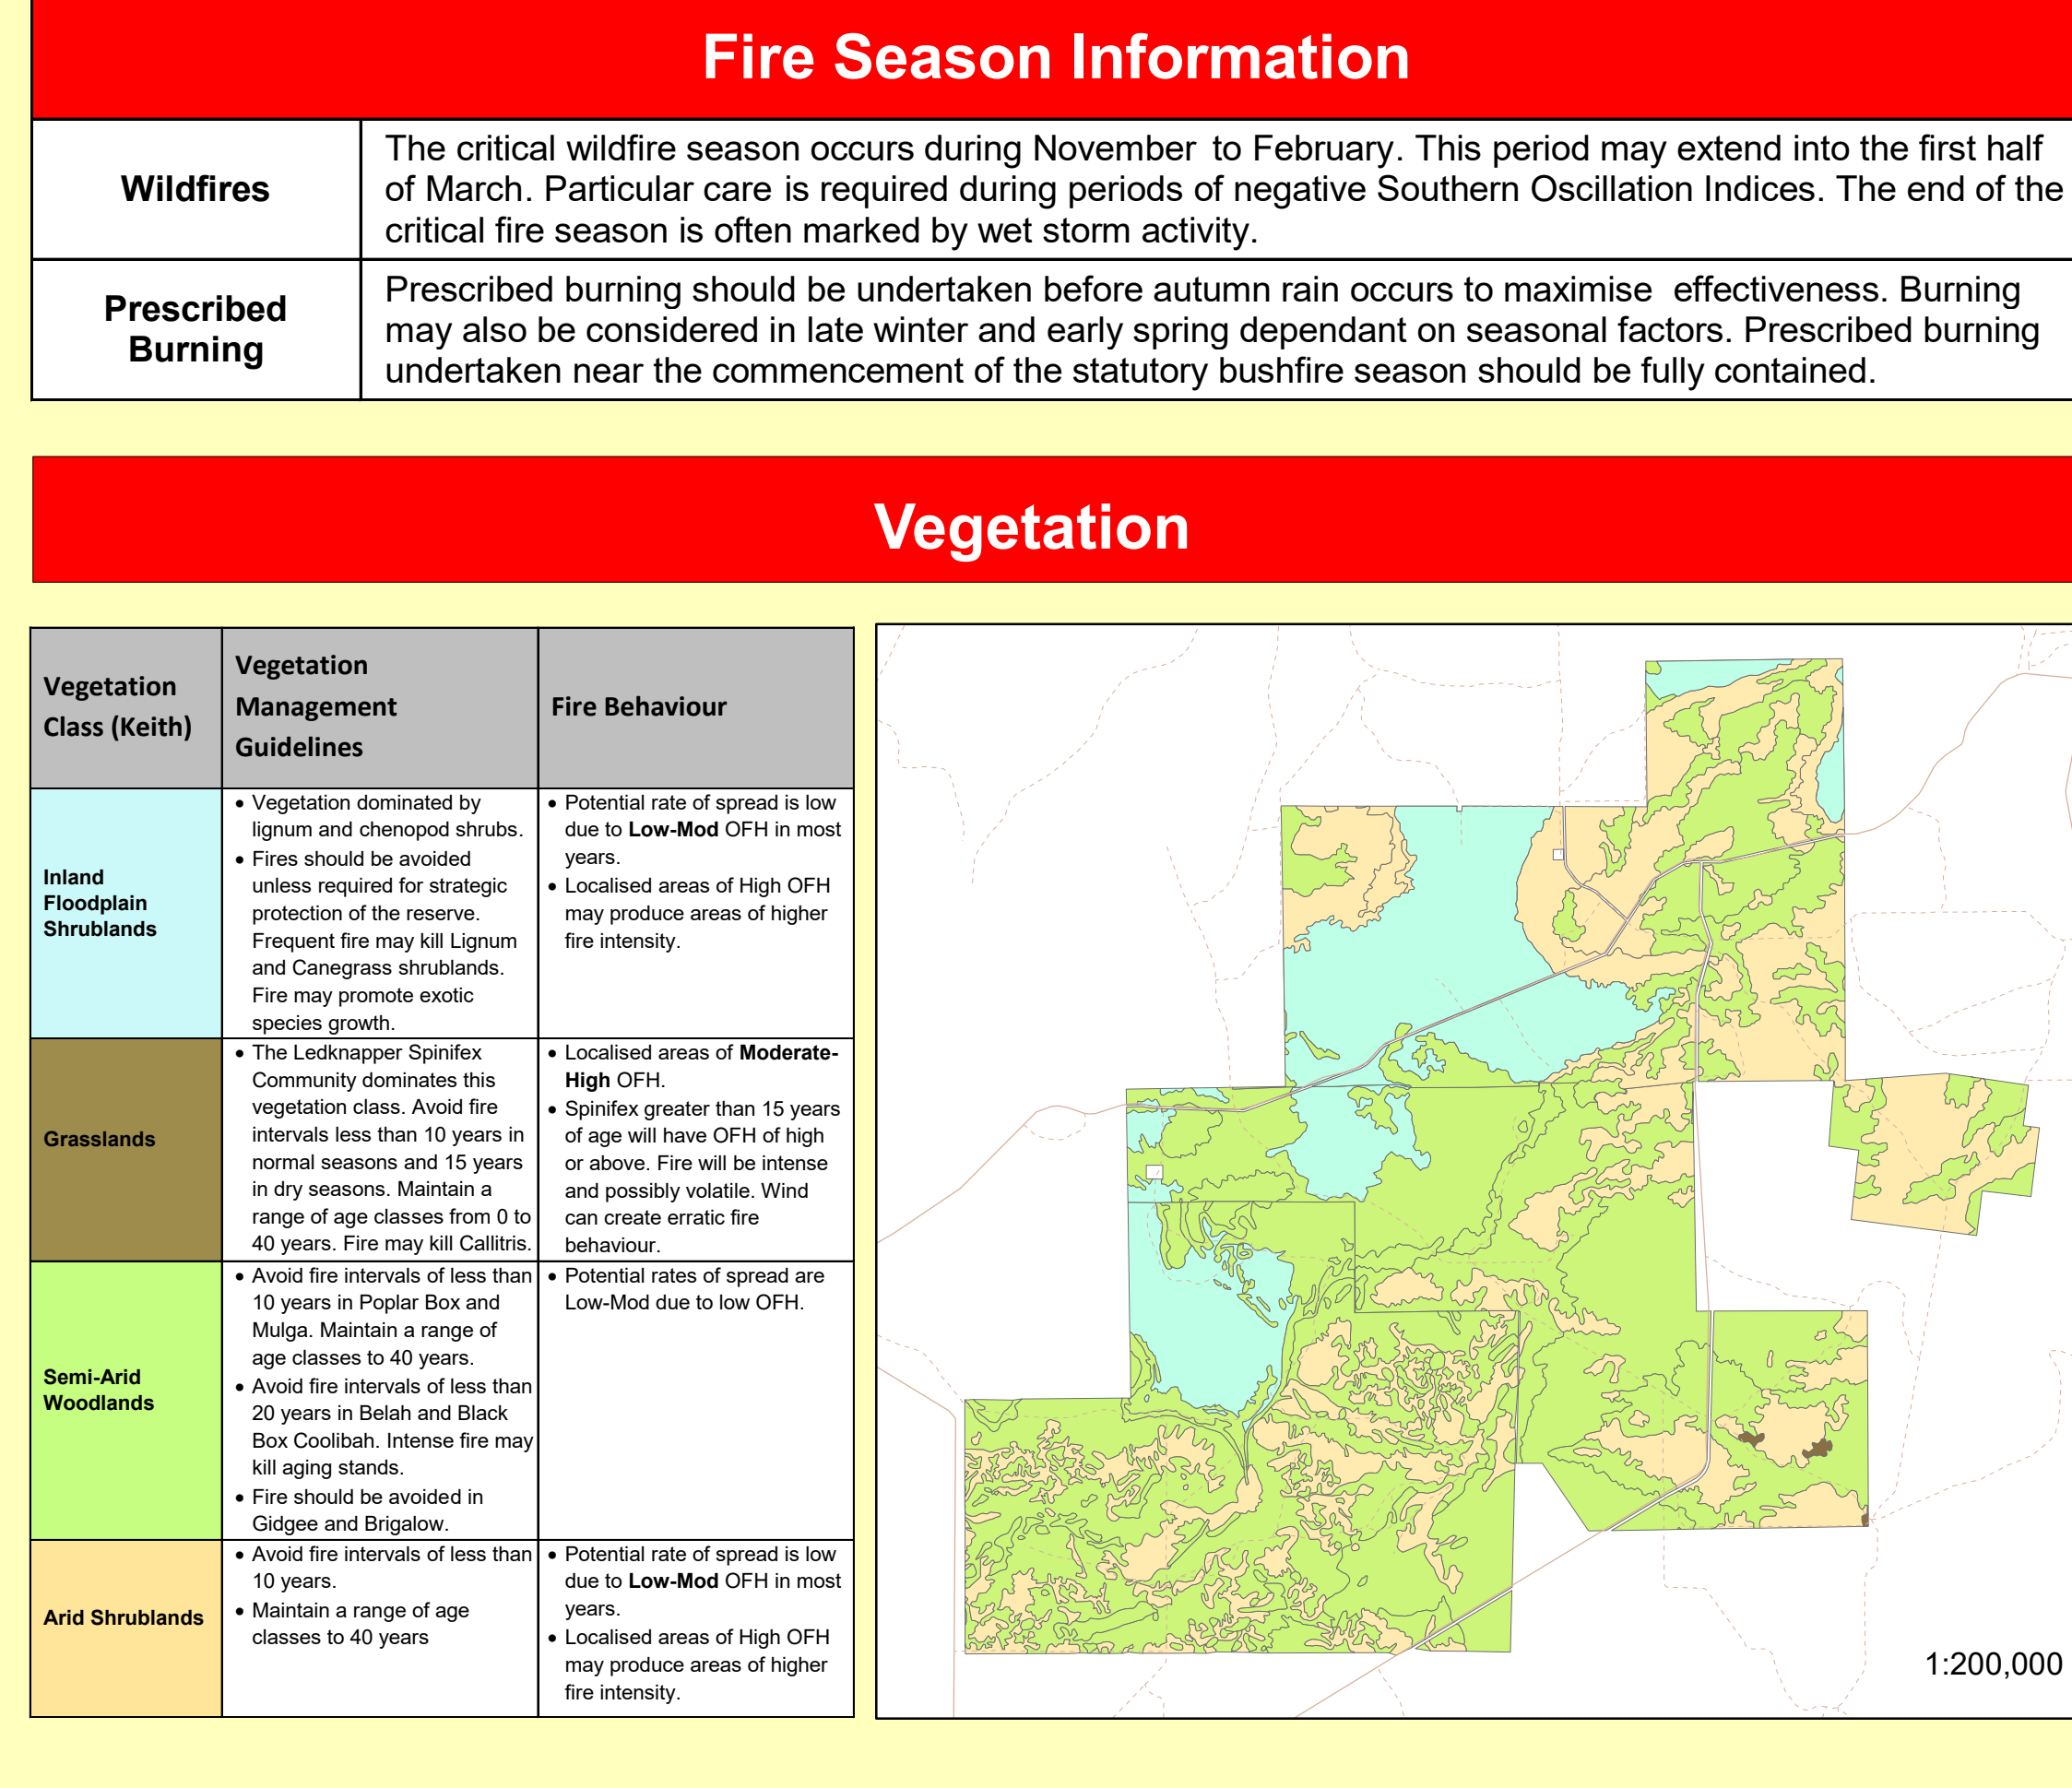 Fire Season Information
Wildfires
The critical wildfire season occurs during November to February. This period may extend into the first half
of March. Particular care is required during periods of negative Southern Oscillation Indices. The end of the
critical fire season is often marked by wet storm activity.
Prescribed
Burning
Prescribed burning should be undertaken before autumn rain occurs to maximise effectiveness. Burning
may also be considered in late winter and early spring dependant on seasonal factors. Prescribed burning
undertaken near the commencement of the statutory bushfire season should be fully contained.
Vegetation
Vegetation
Class (Keith)
Vegetation
Management
Guidelines
Fire Behaviour
Inland
Floodplain
Shrublands
• Vegetation dominated by
lignum and chenopod shrubs.
• Fires should be avoided
unless required for strategic
protection of the reserve.
Frequent fire may kill Lignum
and Canegrass shrublands.
Fire may promote exotic
species growth.
• Potential rate of spread is low
due to Low-Mod OFH in most
years.
• Localised areas of High OFH
may produce areas of higher
fire intensity.
Grasslands
• The Ledknapper Spinifex
Community dominates this
vegetation class. Avoid fire
intervals less than 10 years in
normal seasons and 15 years
in dry seasons. Maintain a
range of age classes from 0 to
40 years. Fire may kill Callitris.
• Localised areas of Moderate-
High OFH.
• Spinifex greater than 15 years
of age will have OFH of high
or above. Fire will be intense
and possibly volatile. Wind
can create erratic fire
behaviour.
Semi-Arid
Woodlands
• Avoid fire intervals of less than
10 years in Poplar Box and
Mulga. Maintain a range of
age classes to 40 years.
• Avoid fire intervals of less than
20 years in Belah and Black
Box Coolibah. Intense fire may
kill aging stands.
• Fire should be avoided in
Gidgee and Brigalow.
• Potential rates of spread are
Low-Mod due to low OFH.
Arid Shrublands
• Avoid fire intervals of less than
10 years.
• Maintain a range of age
classes to 40 years
• Potential rate of spread is low
due to Low-Mod OFH in most
years.
• Localised areas of High OFH
may produce areas of higher
fire intensity.
1:200,000